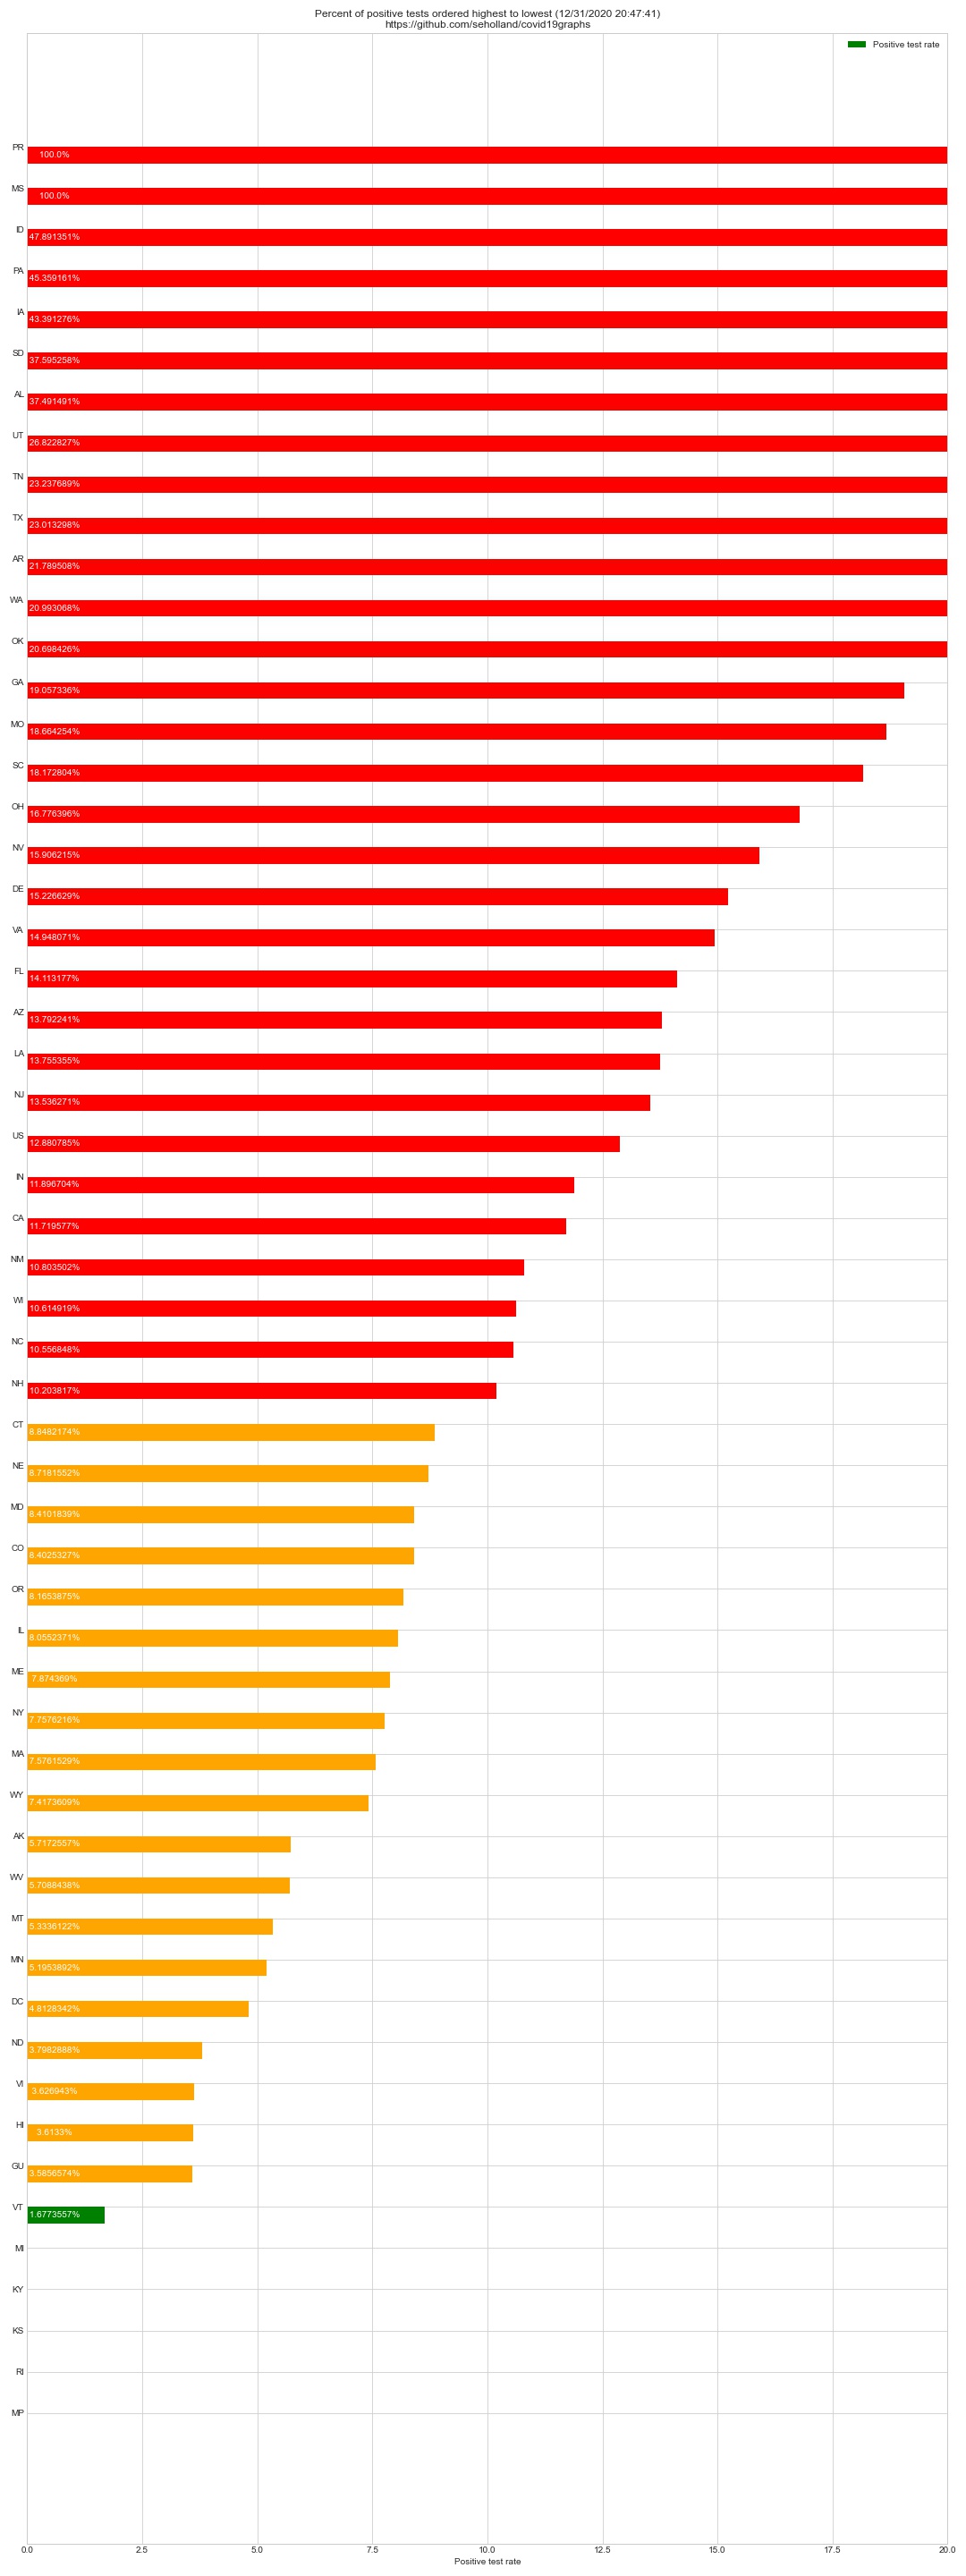 Percent of positive tests ordered highest to lowest (12/31/2020 20:47:41)
https://github.com/seholland/covid19graphs
Positive test rate
PR 100.0%
MS 100.0%
ID 47.891351%
PA 45.359161%
IA 43.391276%
SD 37.595258%
AL 37.491491%
UT 26.822827%
TN 23.237689%
TX 23.013298%
AR 21.789508%
WA 20.993068%
OK 20.698426%
GA 19.057336%
MO 18.664254%
SC 18.172804%
OH 16.776396%
NV 15.906215%
DE 15.226629%
VA 14.948071%
FL 14.113177%
AZ 13.792241%
LA 13.755355%
NJ 13.536271%
US 12.880785%
IN 11.896704%
CA 11.719577%
NM 10.803502%
WI 10.614919%
NC 10.556848%
NH 10.203817%
CT 8.8482174%
NE 8.7181552%
MD 8.4101839%
CO 8.4025327%
OR 8.1653875%
IL 8.0552371%
ME 7.874369%
NY 7.7576216%
MA 7.5761529%
WY 7.4173609%
AK 5.7172557%
WV 5.7088438%
MT 5.3336122%
MN 5.1953892%
DC 4.8128342%
ND 3.7982888%
VI 3.626943%
HI 3.6133%
GU 3.5856574%
VT 1.6773557%
MI
KY
KS
RI
MP
0.0 2.5 5.0 7.5 10.0 12.5 15.0 17.5 20.0
Positive test rate